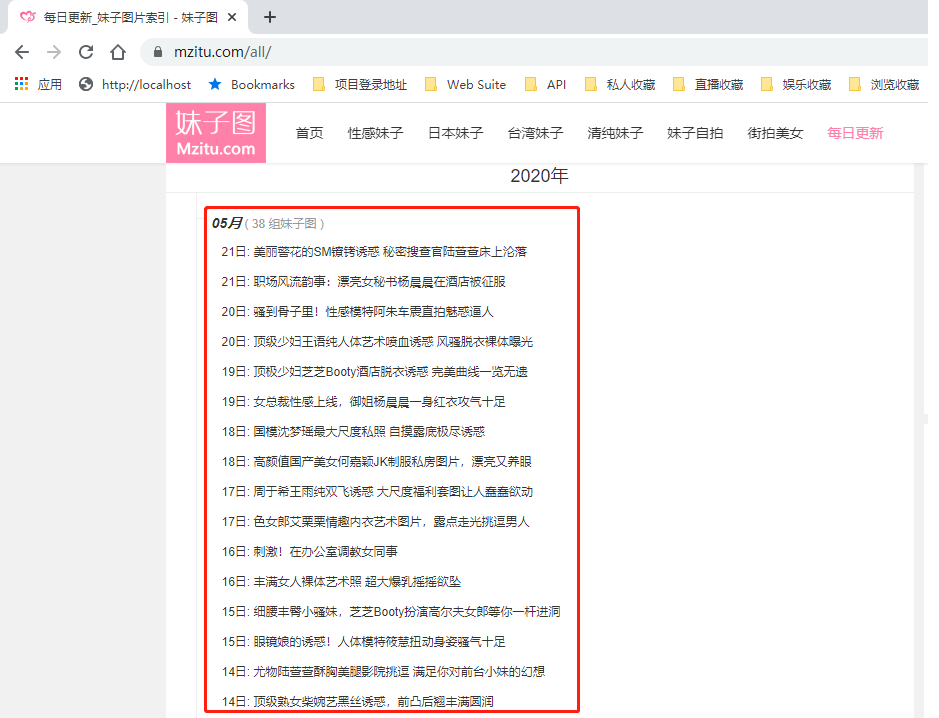 每日更新_妹子图片索引 - 妹子图
mzitu.com/all/
应用 http://localhost Bookmarks 项目登录地址 Web Suite API 私人收藏 直播收藏 娱乐收藏 浏览收藏
妹子图
Mzitu.com
首页 性感妹子 日本妹子 台湾妹子 清纯妹子 妹子自拍 街拍美女 每日更新
2020年
05月 ( 38 组妹子图 )
21日: 美丽警花的SM镣铐诱惑 秘密搜查官陆萱萱床上沦落
21日: 职场风流韵事：漂亮女秘书杨晨晨在酒店被征服
20日: 骚到骨子里！性感模特阿朱车震直拍魅惑逼人
20日: 顶级少妇王语纯人体艺术喷血诱惑 风骚脱衣裸体曝光
19日: 顶极少妇芝芝Booty酒店脱衣诱惑 完美曲线一览无遗
19日: 女总裁性感上线，御姐杨晨晨一身红衣攻气十足
18日: 国模沈梦瑶最大尺度私照 自摸露底极尽诱惑
18日: 高颜值国产美女何嘉颖JK制服私房图片，漂亮又养眼
17日: 周于希王雨纯双飞诱惑 大尺度福利套图让人蠢蠢欲动
17日: 色女郎艾栗栗情趣内衣艺术图片，露点走光挑逗男人
16日: 刺激！在办公室调教女同事
16日: 丰满女人裸体艺术照 超大爆乳摇摇欲坠
15日: 细腰丰臀小骚妹，芝芝Booty扮演高尔夫女郎等你一杆进洞
15日: 眼镜娘的诱惑！人体模特筱慧扭动身姿骚气十足
14日: 尤物陆萱萱酥胸美腿影院挑逗 满足你对前台小妹的幻想
14日: 顶级熟女柴婉艺黑丝诱惑，前凸后翘丰满圆润